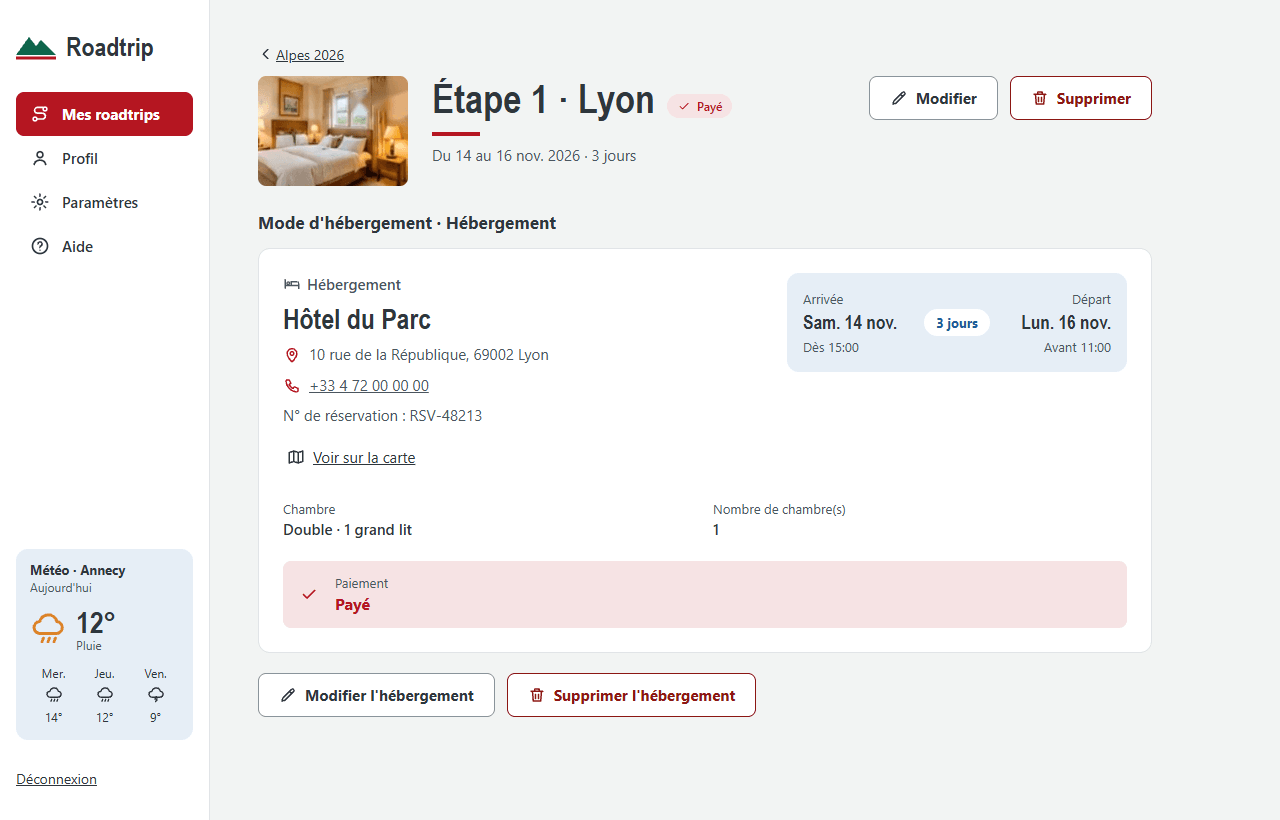 Roadtrip
Mes roadtrips
Profil
Paramètres
Aide
Météo · Annecy
Aujourd'hui
12°
Pluie
Mer. Jeu. Ven.
14° 12° 9°
Déconnexion
Alpes 2026
Étape 1 · Lyon
Payé
Du 14 au 16 nov. 2026 · 3 jours
Modifier
Supprimer
Mode d'hébergement · Hébergement
Hébergement
Hôtel du Parc
10 rue de la République, 69002 Lyon
+33 4 72 00 00 00
N° de réservation : RSV-48213
Voir sur la carte
Arrivée
Sam. 14 nov.
Dès 15:00
3 jours
Départ
Lun. 16 nov.
Avant 11:00
Chambre
Double · 1 grand lit
Nombre de chambre(s)
1
Paiement
Payé
Modifier l'hébergement
Supprimer l'hébergement